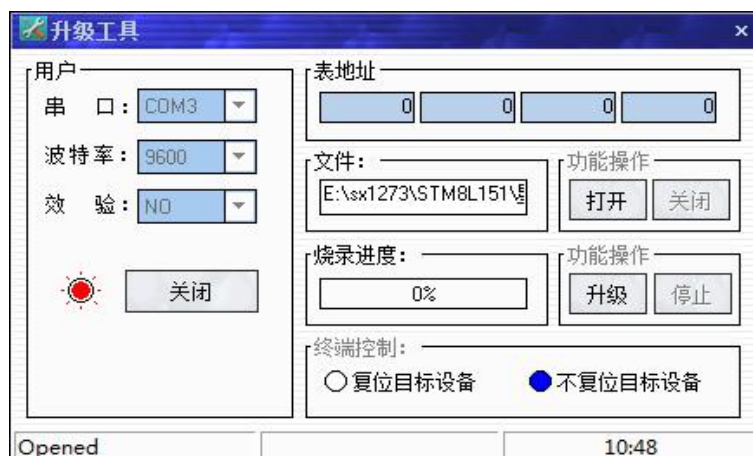 升级工具
用户
串 口：COM3
波特率：9600
效 验：NO
关闭
表地址
0 0 0 0
文件：
E:\sx1273\STM8L151\
功能操作
打开 关闭
烧录进度：
0%
功能操作
升级 停止
终端控制：
复位目标设备 不复位目标设备
Opened 10:48